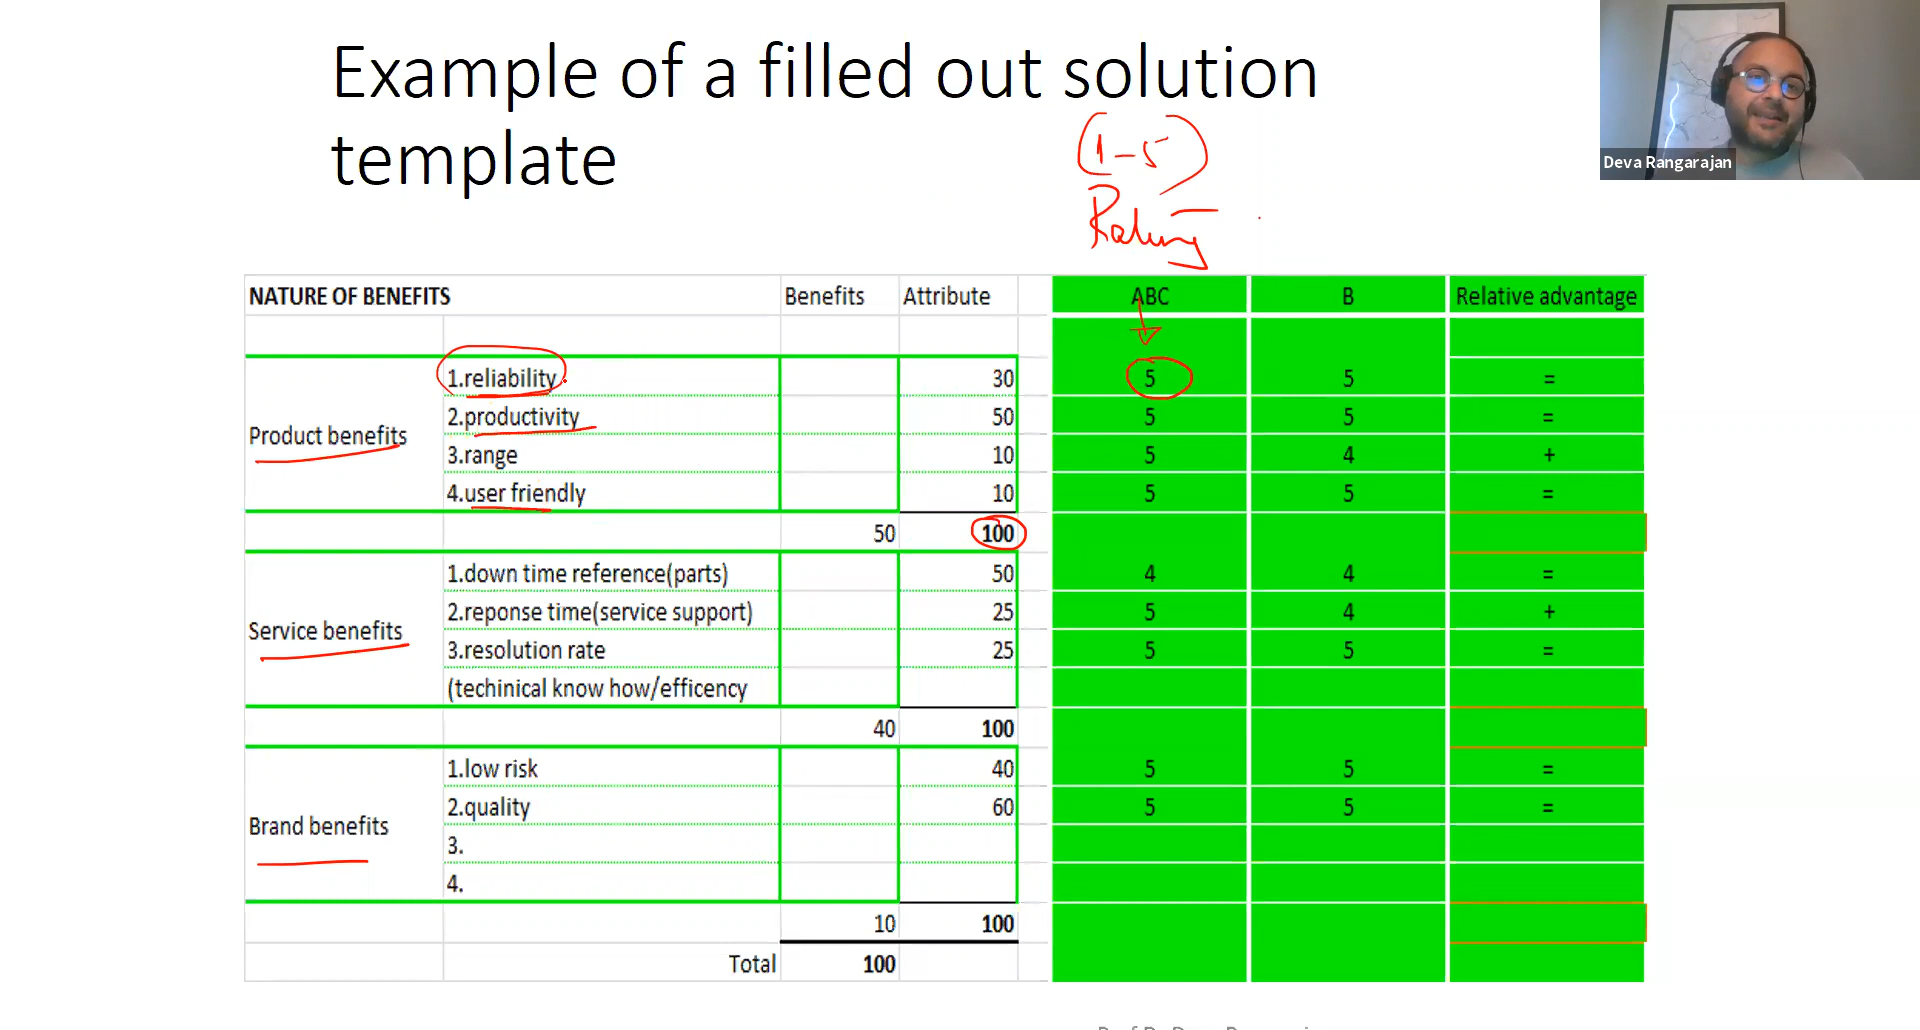 Example of a filled out solution
template
(1-5)
Rating
Deva Rangarajan
NATURE OF BENEFITS Benefits Attribute ABC B Relative advantage
1.reliability 30 5 5 =
2.productivity 50 5 5 =
Product benefits
3.range 10 5 4 +
4.user friendly 10 5 5 =
50 100
1.down time reference(parts) 50 4 4 =
2.reponse time(service support) 25 5 4 +
Service benefits
3.resolution rate 25 5 5 =
(techinical know how/efficency
40 100
1.low risk 40 5 5 =
2.quality 60 5 5 =
Brand benefits
3.
4.
10 100
Total 100